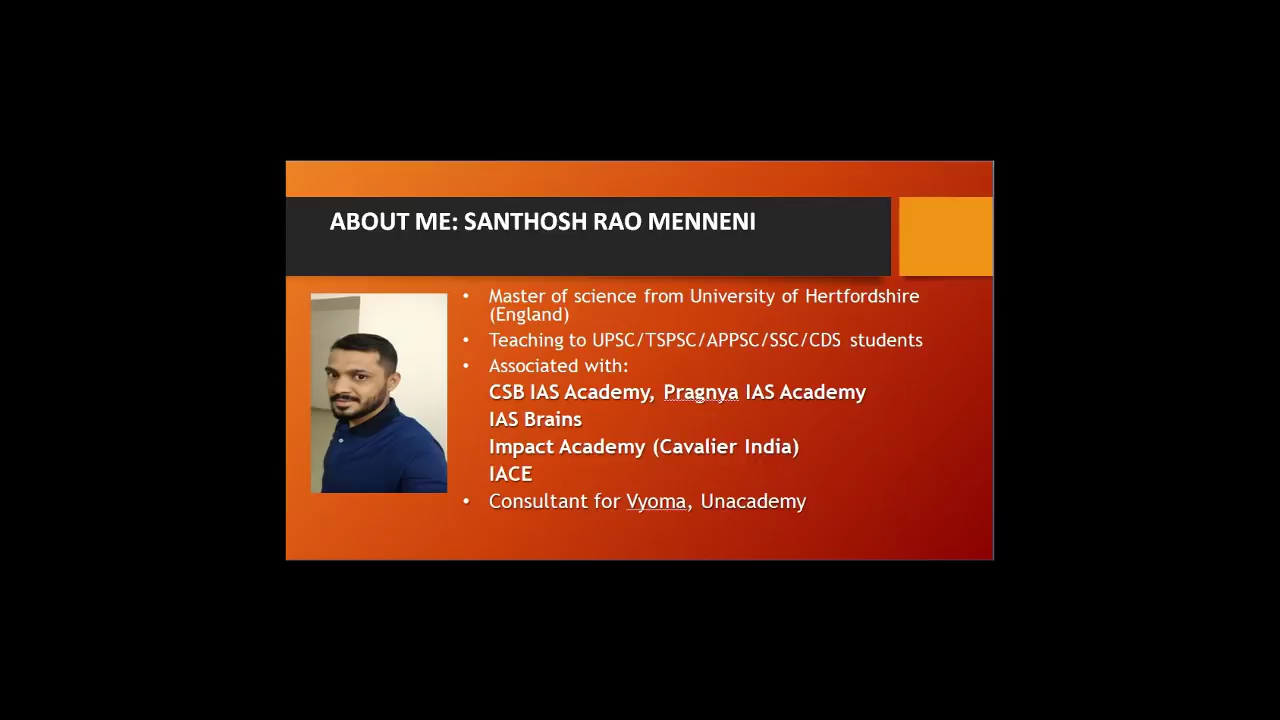 ABOUT ME: SANTHOSH RAO MENNENI
• Master of science from University of Hertfordshire
(England)
• Teaching to UPSC/TSPSC/APPSC/SSC/CDS students
• Associated with:
CSB IAS Academy, Pragnya IAS Academy
IAS Brains
Impact Academy (Cavalier India)
IACE
• Consultant for Vyoma, Unacademy